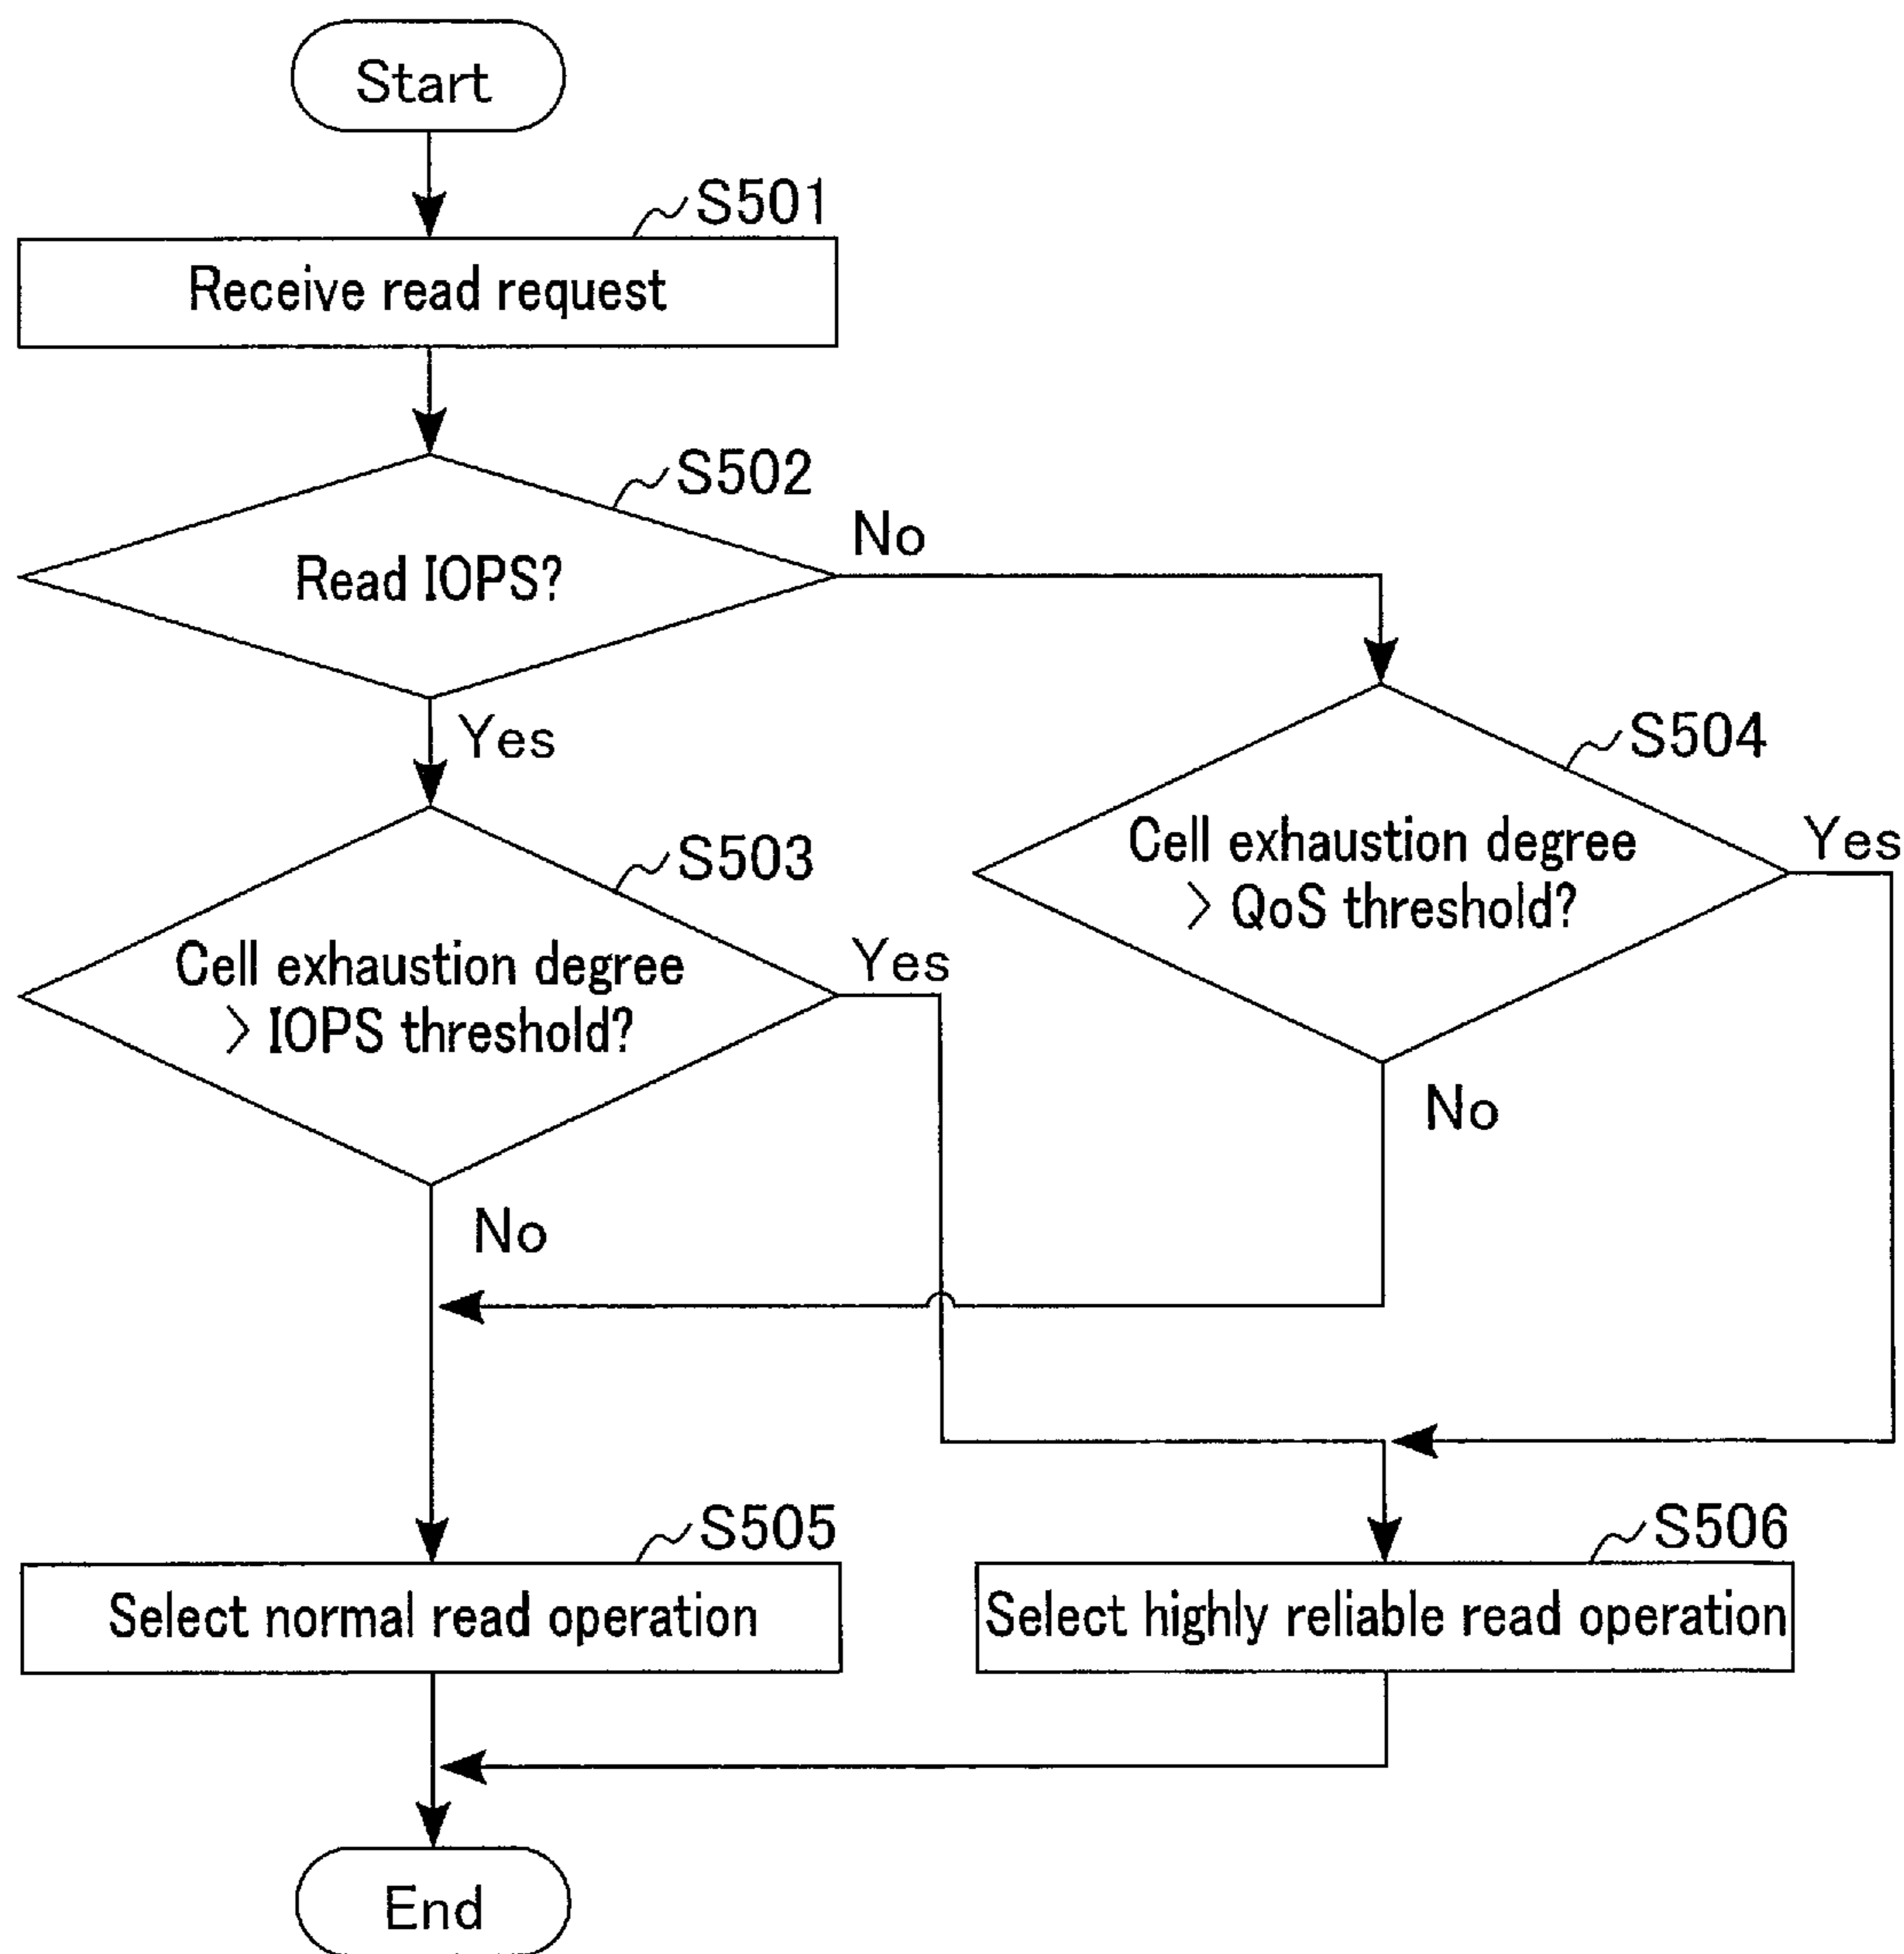 Start
S501
Receive read request
S502
Read IOPS?
No
Yes
S503
Cell exhaustion degree
> IOPS threshold?
Yes
No
S504
Cell exhaustion degree
> QoS threshold?
Yes
No
S505
Select normal read operation
S506
Select highly reliable read operation
End